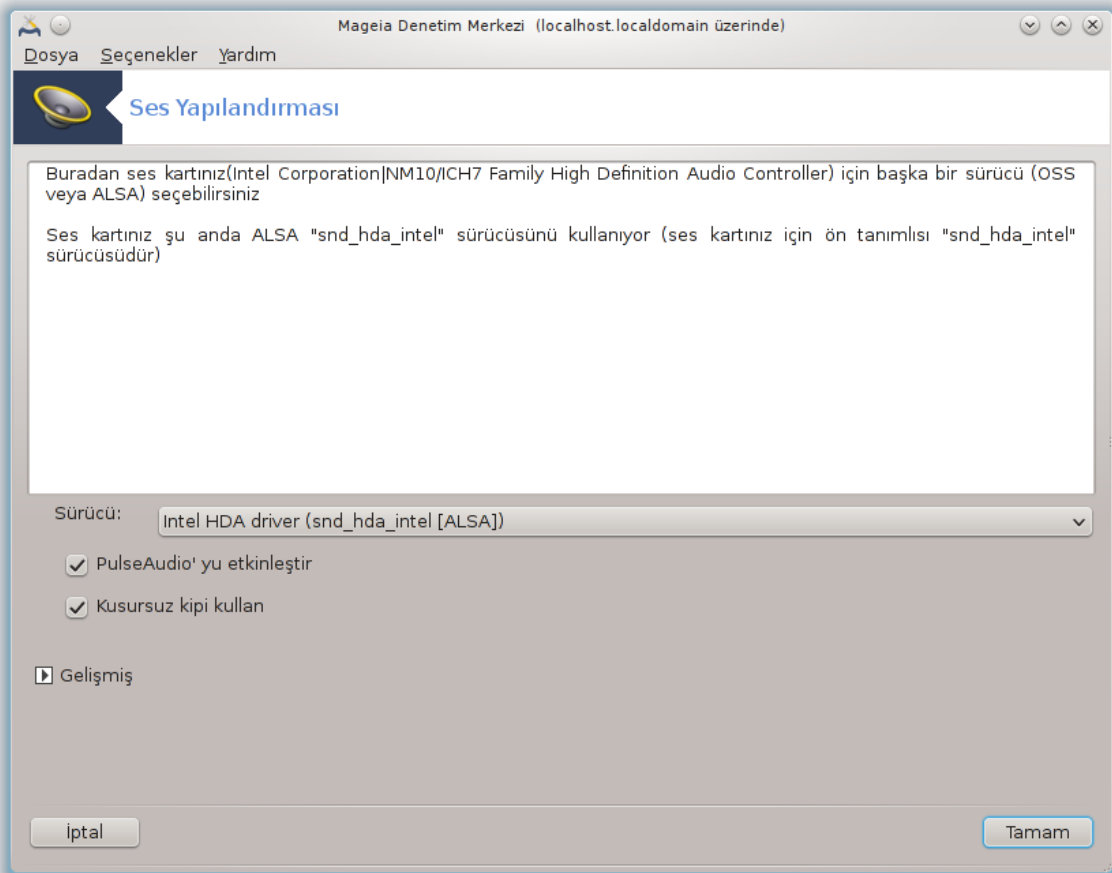 Mageia Denetim Merkezi (localhost.localdomain üzerinde)
Dosya Seçenekler Yardım
Ses Yapılandırması
Buradan ses kartınız(Intel Corporation|NM10/ICH7 Family High Definition Audio Controller) için başka bir sürücü (OSS
veya ALSA) seçebilirsiniz
Ses kartınız şu anda ALSA "snd_hda_intel" sürücüsünü kullanıyor (ses kartınız için ön tanımlısı "snd_hda_intel"
sürücüsüdür)
Sürücü:
Intel HDA driver (snd_hda_intel [ALSA])
PulseAudio' yu etkinleştir
Kusursuz kipi kullan
Gelişmiş
İptal
Tamam